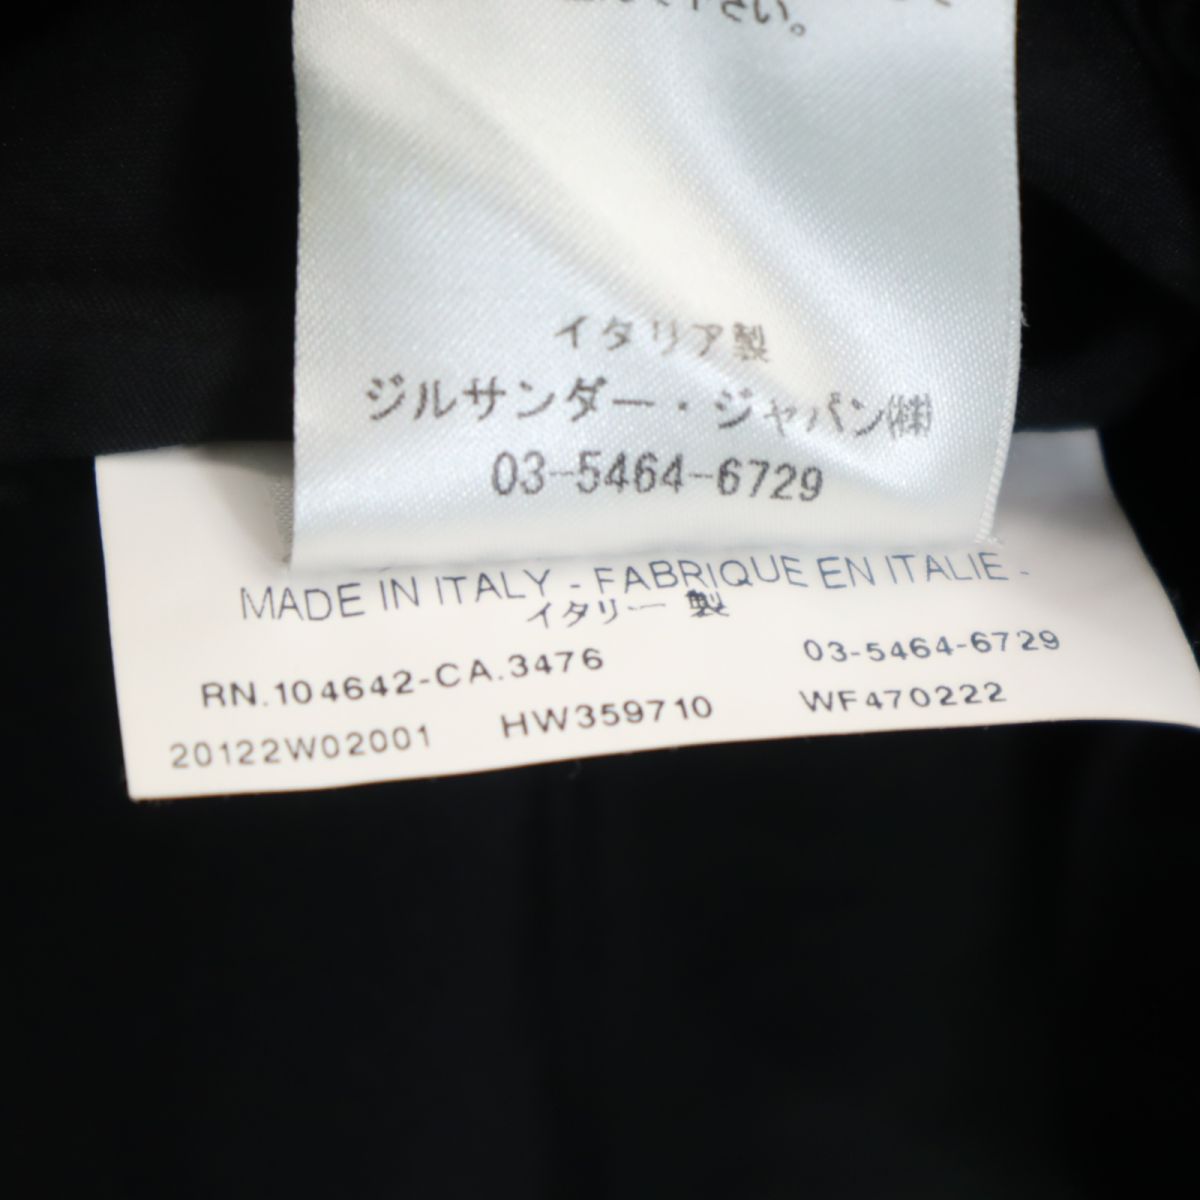 下さい。
イタリア製
ジルサンダー・ジャパン㈱
03-5464-6729
MADE IN ITALY - FABRIQUE EN ITALIE -
イタリー 製
RN.104642-CA.3476 03-5464-6729
20122W02001 HW359710 WF470222